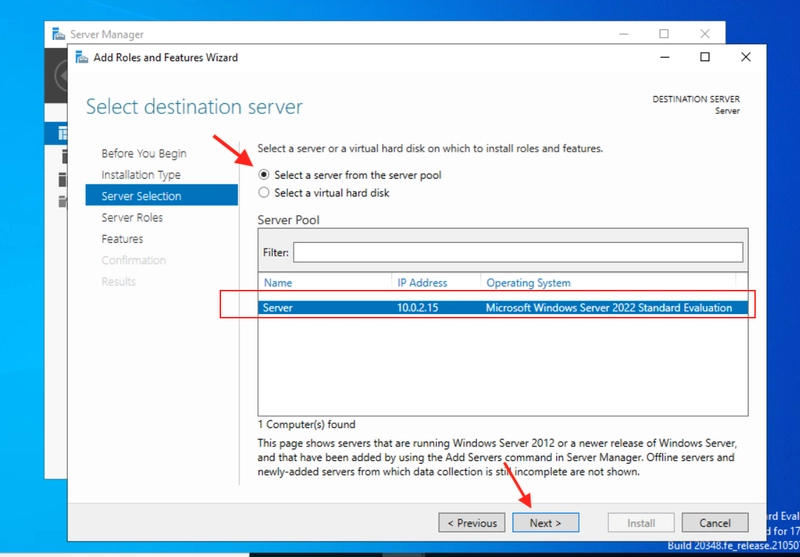 Server Manager
Add Roles and Features Wizard
Select destination server
DESTINATION SERVER
Server
Before You Begin
Installation Type
Server Selection
Server Roles
Features
Confirmation
Results
Select a server or a virtual hard disk on which to install roles and features.
Select a server from the server pool
Select a virtual hard disk
Server Pool
Filter:
Name IP Address Operating System
Server 10.0.2.15 Microsoft Windows Server 2022 Standard Evaluation
1 Computer(s) found
This page shows servers that are running Windows Server 2012 or a newer release of Windows Server,
and that have been added by using the Add Servers command in Server Manager. Offline servers and
newly-added servers from which data collection is still incomplete are not shown.
< Previous Next > Install Cancel
d for 17
Build 20348.fe_release.21050